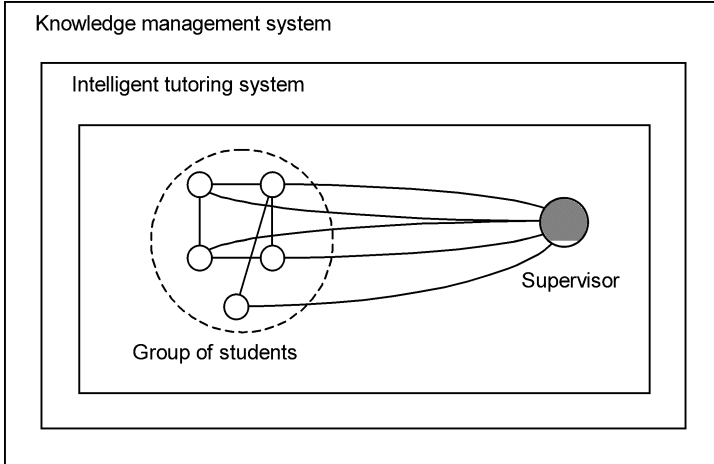 Knowledge management system
Intelligent tutoring system
Supervisor
Group of students